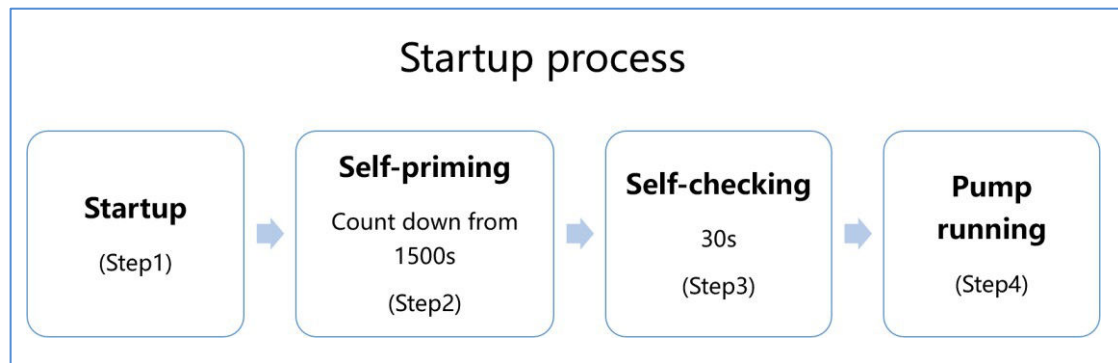 Startup process
Startup
(Step1)
Self-priming
Count down from
1500s
(Step2)
Self-checking
30s
(Step3)
Pump
running
(Step4)